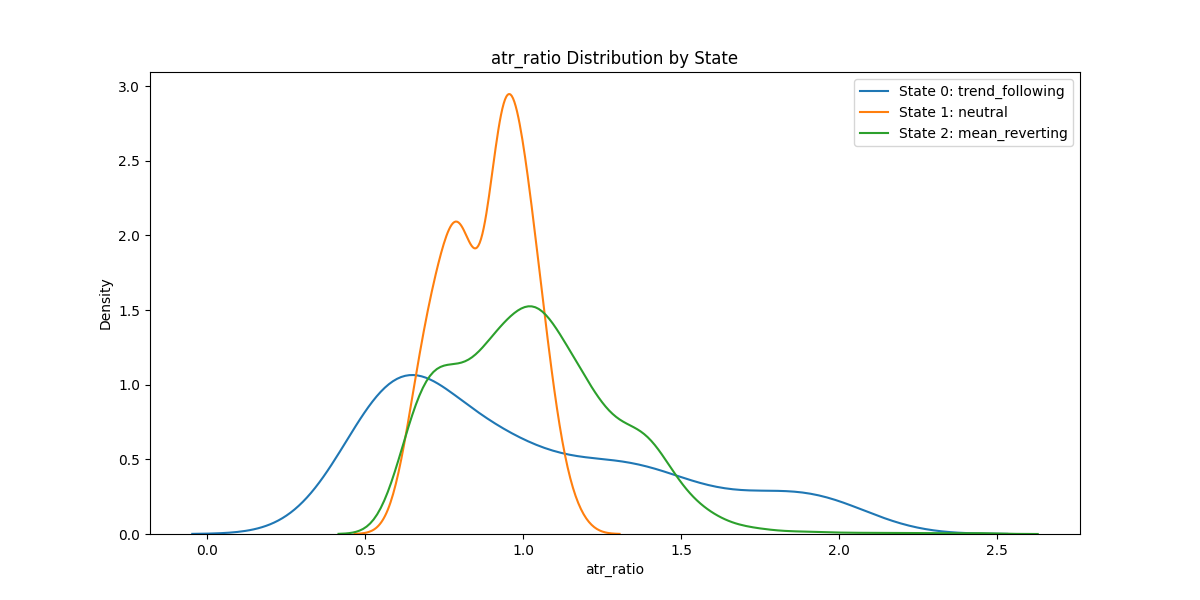 atr_ratio Distribution by State
State 0: trend_following
State 1: neutral
State 2: mean_reverting
3.0
2.5
2.0
1.5
1.0
0.5
0.0
Density
0.0 0.5 1.0 1.5 2.0 2.5
atr_ratio